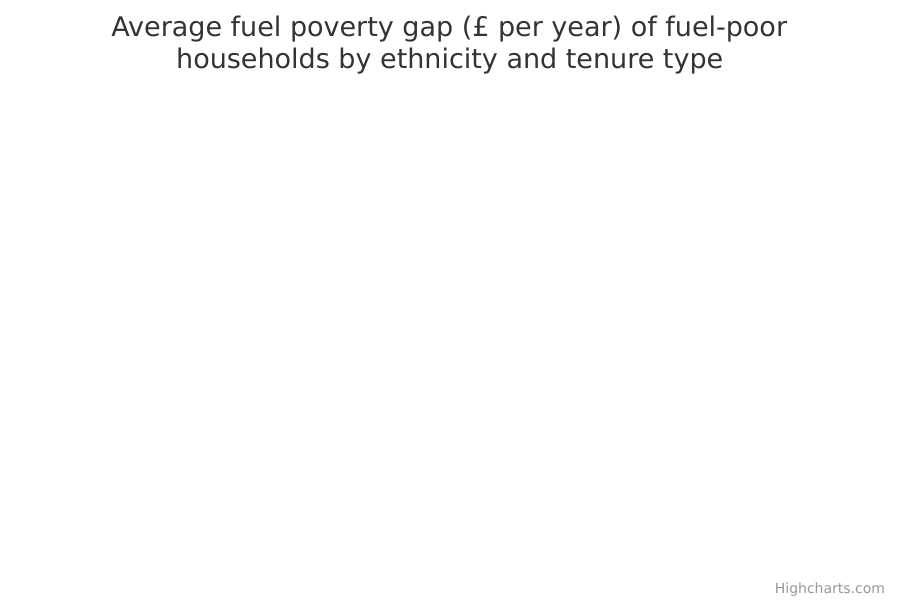 Average fuel poverty gap (£ per year) of fuel-poor
households by ethnicity and tenure type
Highcharts.com